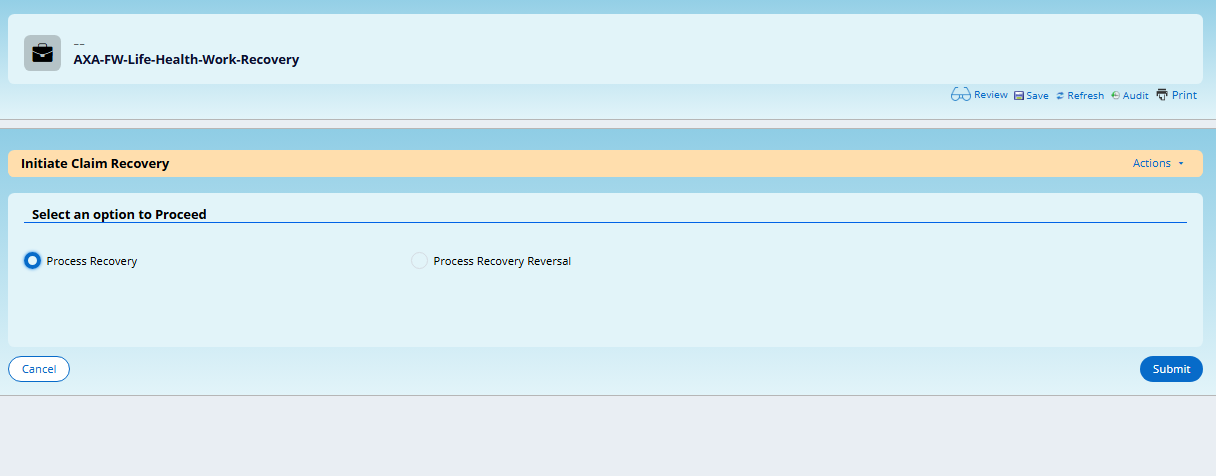 --
AXA-FW-Life-Health-Work-Recovery
Review Save Refresh Audit Print
Initiate Claim Recovery Actions
Select an option to Proceed
Process Recovery Process Recovery Reversal
Cancel Submit